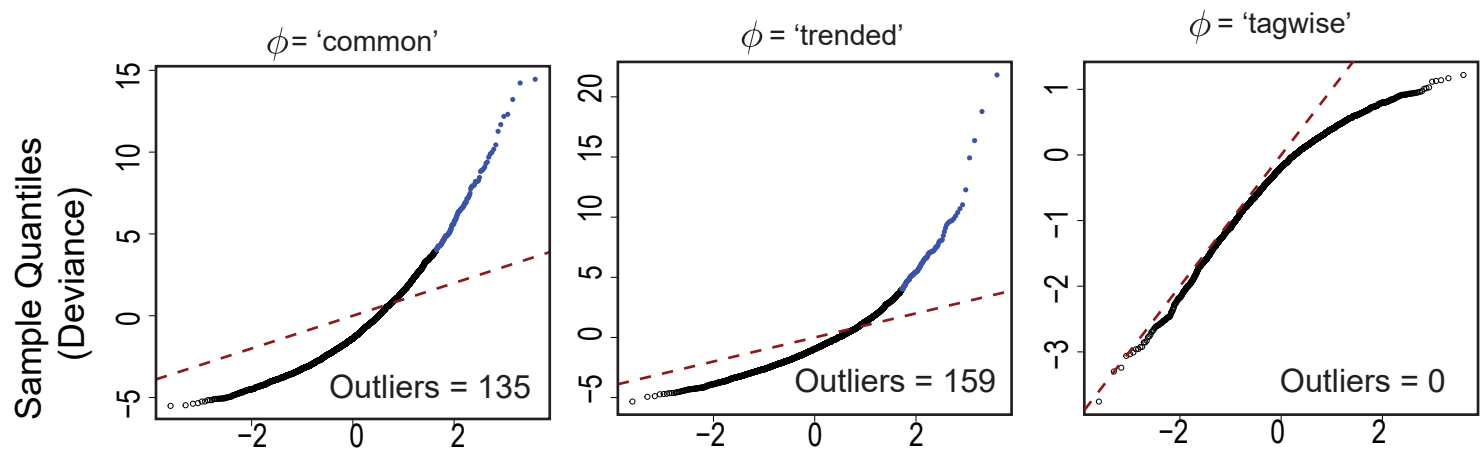 ϕ = ‘common’
ϕ = ‘trended’
ϕ = ‘tagwise’
Sample Quantiles
(Deviance)
15
10
5
0
−5
Outliers = 135
−2 0 2
20
15
10
5
0
−5
Outliers = 159
−2 0 2
1
0
−1
−2
−3
Outliers = 0
−2 0 2